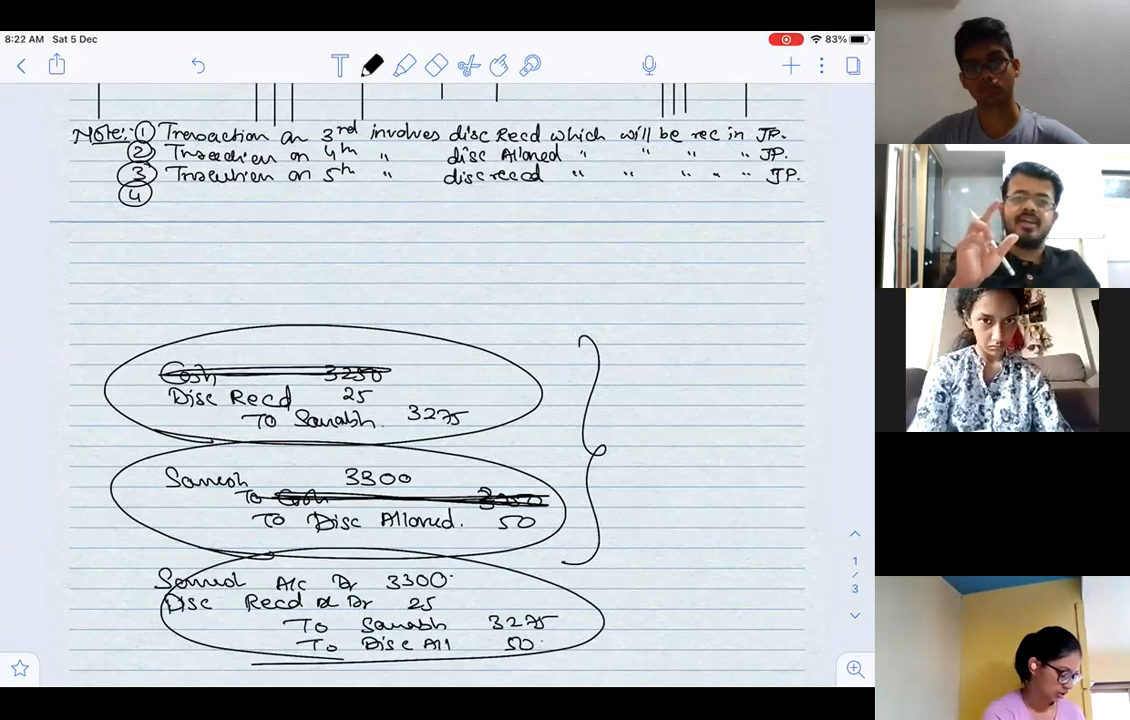 8:22 AM Sat 5 Dec 83%
T
Note:- ① Transaction on 3rd involves disc Recd which will be rec in JP.
② Transaction on 4th " disc Allowed " " " " JP.
③ Transaction on 5th " disc recd " " " " " JP.
④
Cash 3250
Disc Recd 25
To Saurabh. 3275
3300
To Cash
To Disc Allowed. 50
A/c Dr 3300
Disc Recd Dr 25
To Saurabh 3275
To Disc All 50
1
/
3